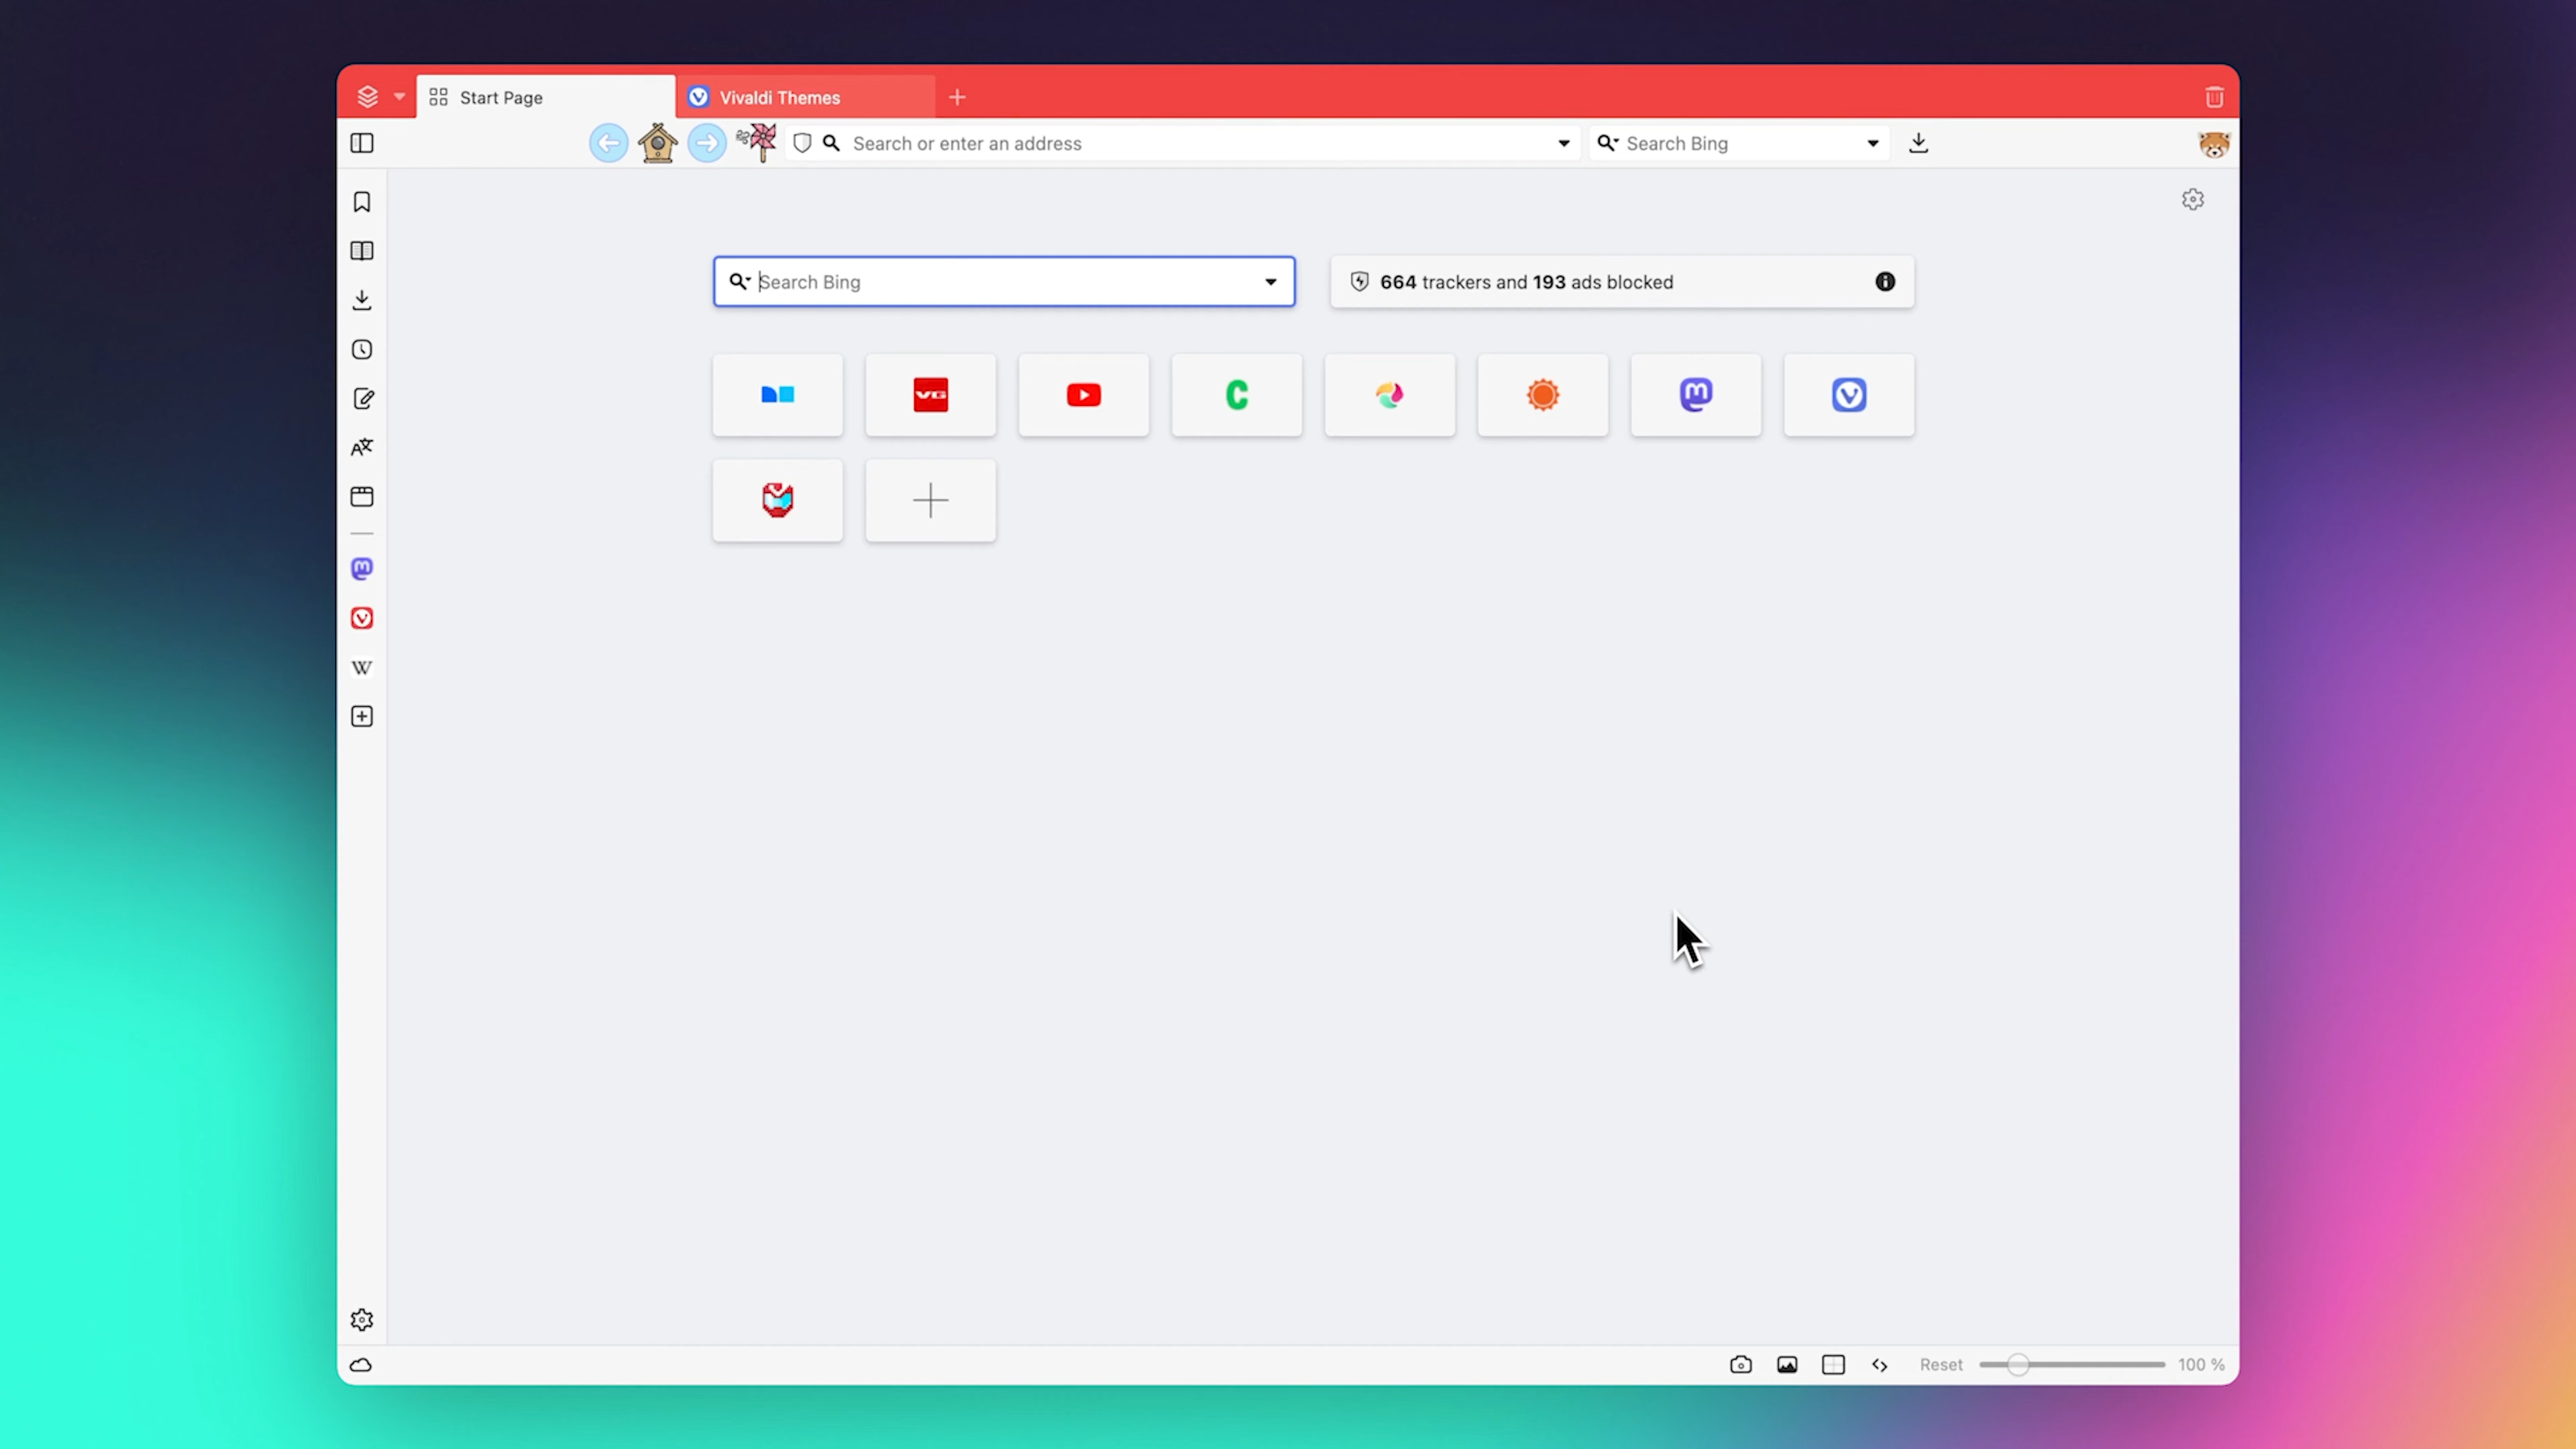 Start Page
Vivaldi Themes
Search or enter an address
Search Bing
Search Bing
664 trackers and 193 ads blocked
VG
C
m
m
W
Reset
100 %